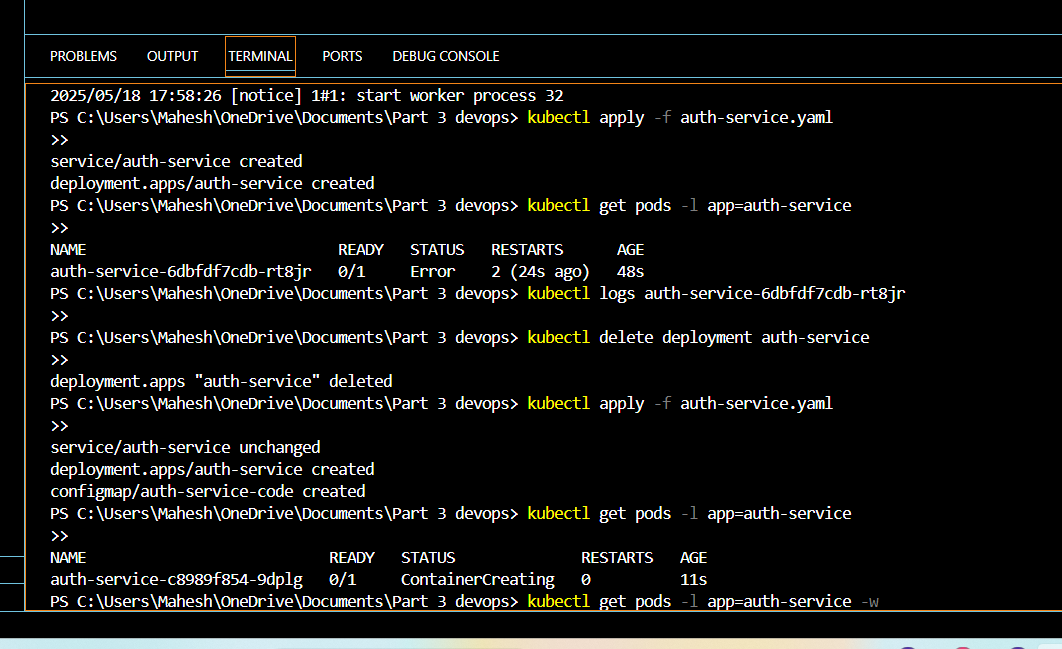 PROBLEMS OUTPUT TERMINAL PORTS DEBUG CONSOLE
2025/05/18 17:58:26 [notice] 1#1: start worker process 32
PS C:\Users\Mahesh\OneDrive\Documents\Part 3 devops> kubectl apply -f auth-service.yaml
>>
service/auth-service created
deployment.apps/auth-service created
PS C:\Users\Mahesh\OneDrive\Documents\Part 3 devops> kubectl get pods -l app=auth-service
>>
NAME READY STATUS RESTARTS AGE
auth-service-6dbfdf7cdb-rt8jr 0/1 Error 2 (24s ago) 48s
PS C:\Users\Mahesh\OneDrive\Documents\Part 3 devops> kubectl logs auth-service-6dbfdf7cdb-rt8jr
>>
PS C:\Users\Mahesh\OneDrive\Documents\Part 3 devops> kubectl delete deployment auth-service
>>
deployment.apps "auth-service" deleted
PS C:\Users\Mahesh\OneDrive\Documents\Part 3 devops> kubectl apply -f auth-service.yaml
>>
service/auth-service unchanged
deployment.apps/auth-service created
configmap/auth-service-code created
PS C:\Users\Mahesh\OneDrive\Documents\Part 3 devops> kubectl get pods -l app=auth-service
>>
NAME READY STATUS RESTARTS AGE
auth-service-c8989f854-9dplg 0/1 ContainerCreating 0 11s
PS C:\Users\Mahesh\OneDrive\Documents\Part 3 devops> kubectl get pods -l app=auth-service -w